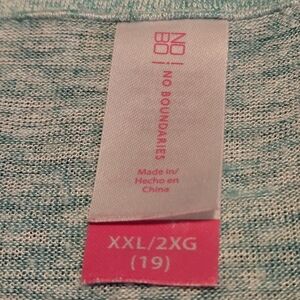 NO
BO
NO BOUNDARIES
Made in/
Hecho en
China
XXL/2XG
(19)